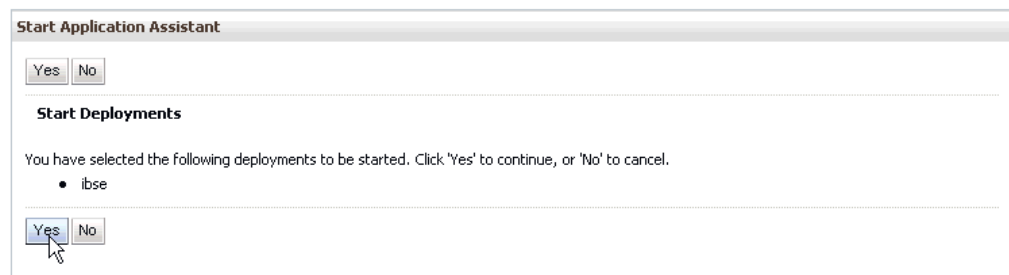 Start Application Assistant
Yes No
Start Deployments
You have selected the following deployments to be started. Click 'Yes' to continue, or 'No' to cancel.
● ibse
Yes No